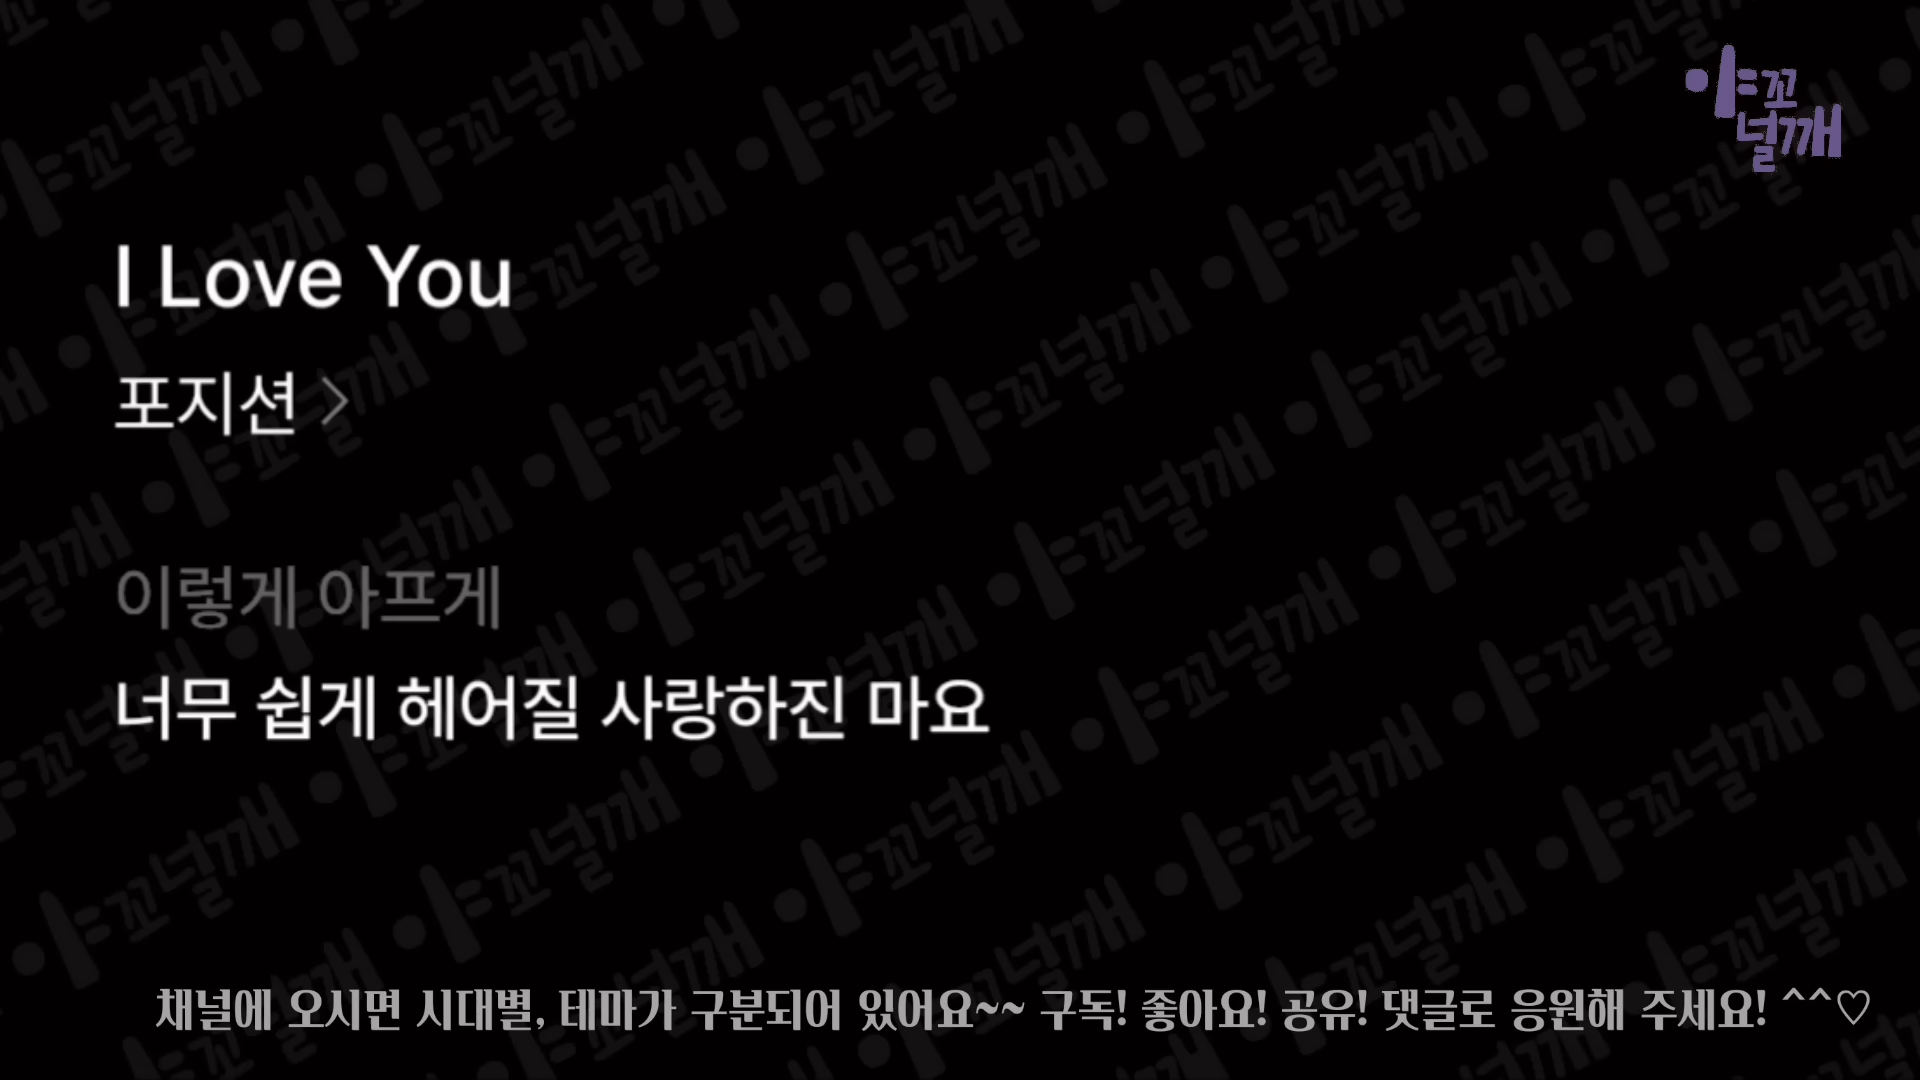 야꼬
널깨
I Love You
포지션 >
이렇게 아프게
너무 쉽게 헤어질 사랑하진 마요
채널에 오시면 시대별, 테마가 구분되어 있어요~~ 구독! 좋아요! 공유! 댓글로 응원해 주세요! ^^♡